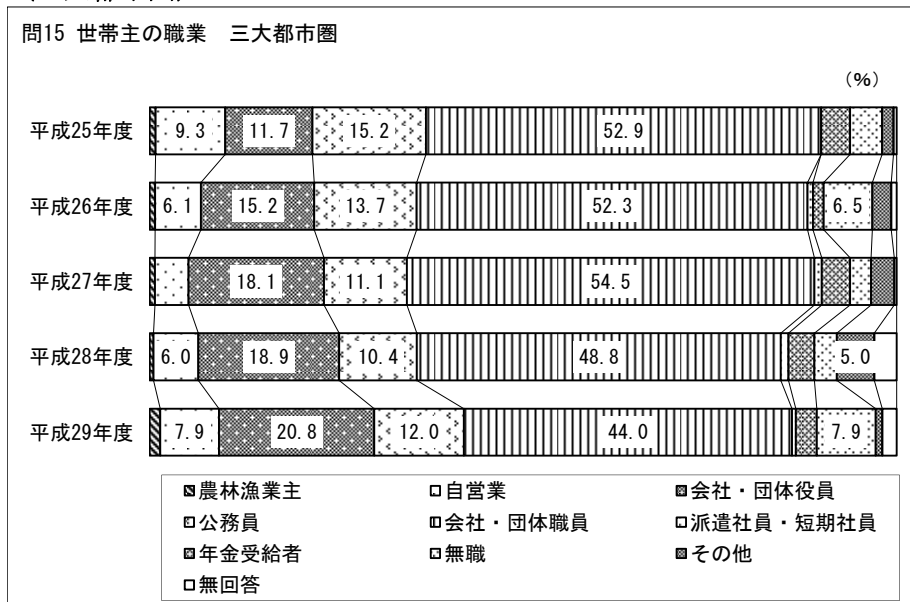 問15 世帯主の職業　三大都市圏
(%)
平成25年度 9.3 11.7 15.2 52.9
平成26年度 6.1 15.2 13.7 52.3 6.5
平成27年度 18.1 11.1 54.5
平成28年度 6.0 18.9 10.4 48.8 5.0
平成29年度 7.9 20.8 12.0 44.0 7.9
農林漁業主 自営業 会社・団体役員
公務員 会社・団体職員 派遣社員・短期社員
年金受給者 無職 その他
無回答